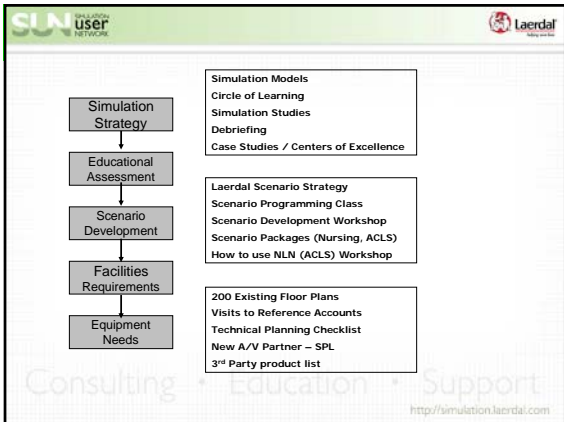 SUN SIMULATION
user
NETWORK
Laerdal
helping save lives
Simulation
Strategy
Educational
Assessment
Scenario
Development
Facilities
Requirements
Equipment
Needs
Simulation Models
Circle of Learning
Simulation Studies
Debriefing
Case Studies / Centers of Excellence
Laerdal Scenario Strategy
Scenario Programming Class
Scenario Development Workshop
Scenario Packages (Nursing, ACLS)
How to use NLN (ACLS) Workshop
200 Existing Floor Plans
Visits to Reference Accounts
Technical Planning Checklist
New A/V Partner – SPL
3rd Party product list
Consulting • Education • Support
http://simulation.laerdal.com